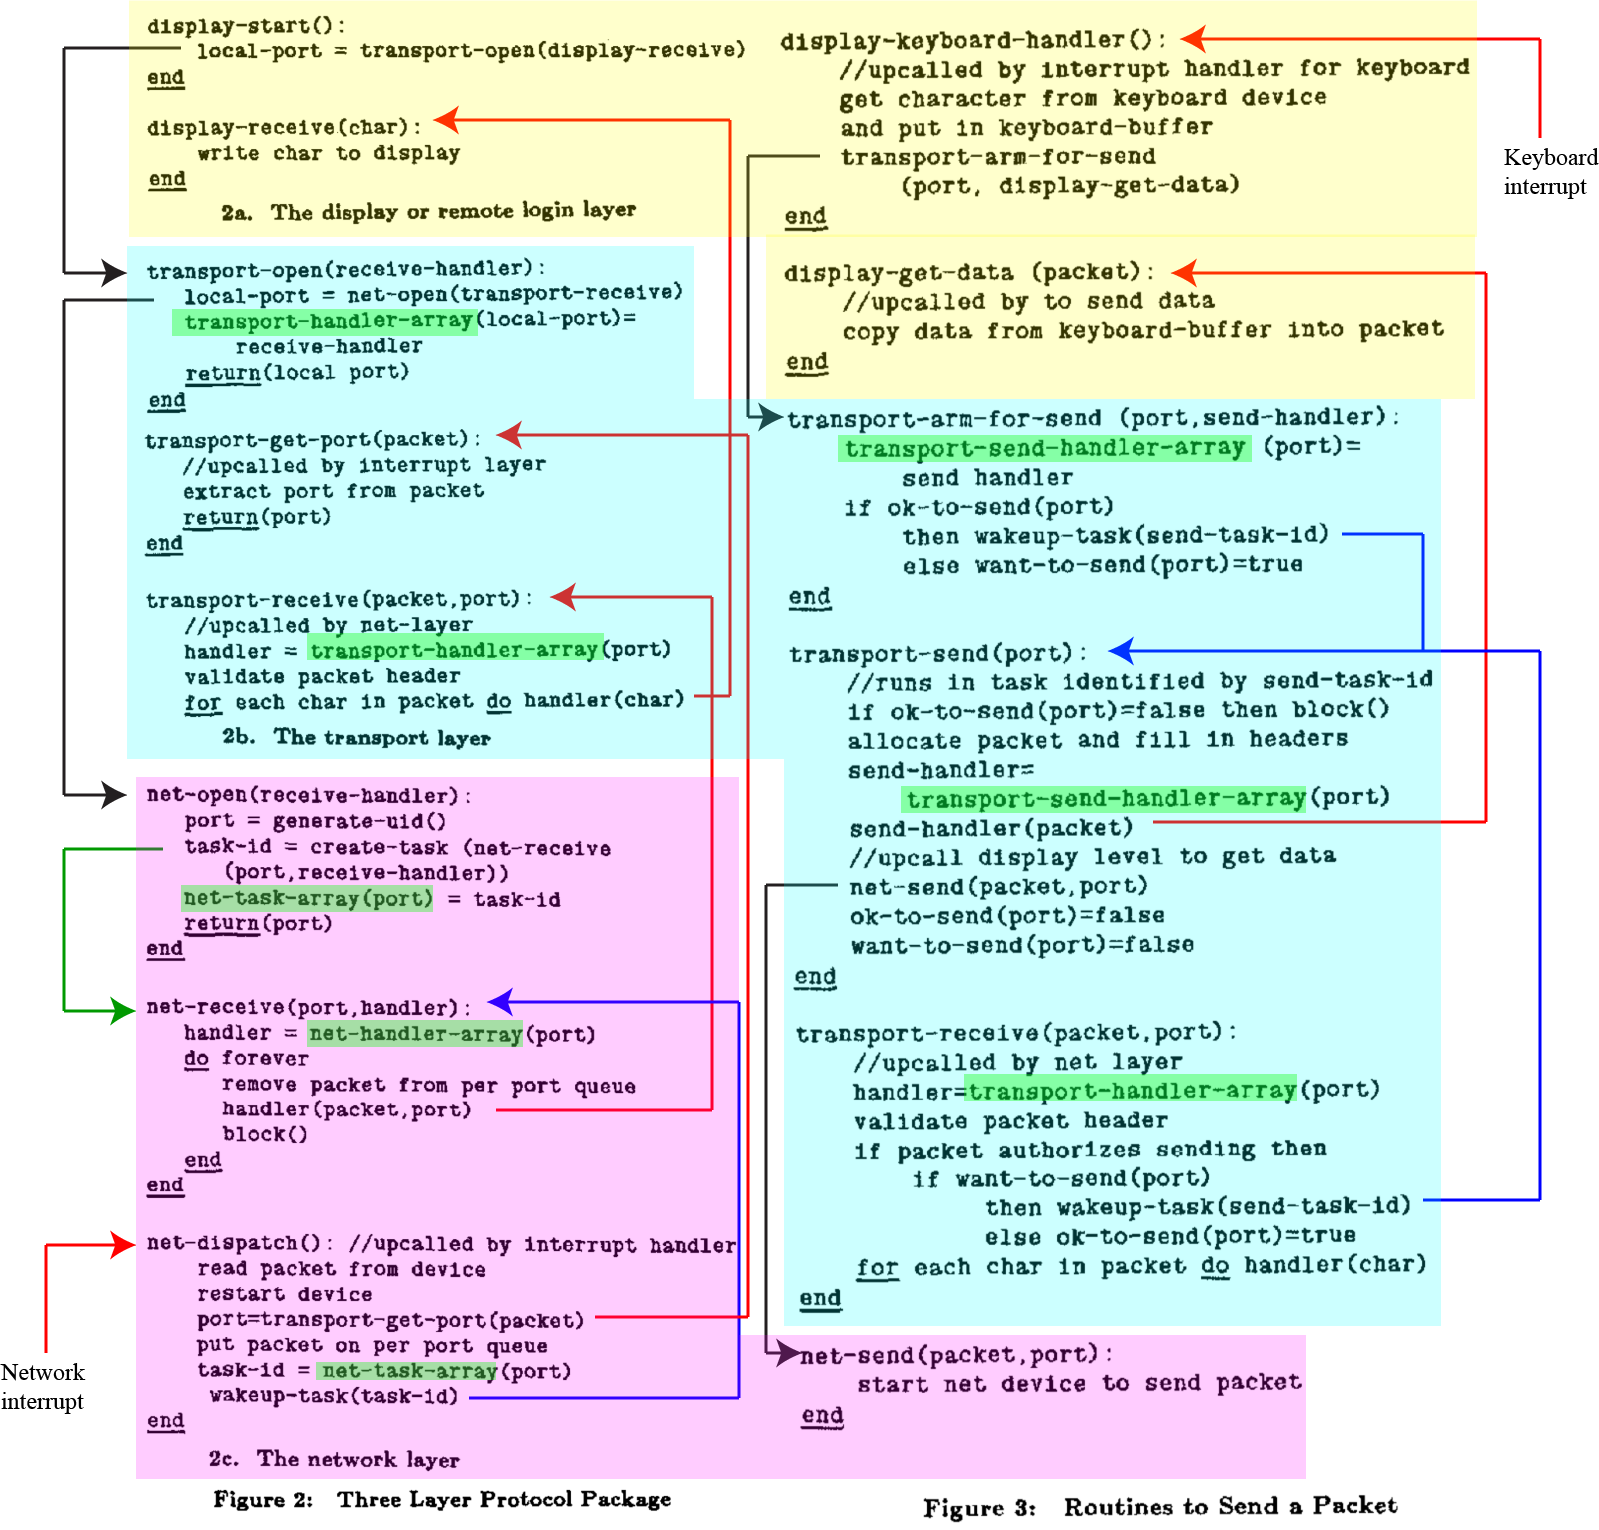 display-start():
local-port = transport-open(display-receive)
end
display-receive(char):
write char to display
end
2a. The display or remote login layer
transport-open(receive-handler):
local-port = net-open(transport-receive)
transport-handler-array(local-port)=
receive-handler
return(local port)
end
transport-get-port(packet):
//upcalled by interrupt layer
extract port from packet
return(port)
end
transport-receive(packet,port):
//upcalled by net-layer
handler = transport-handler-array(port)
validate packet header
for each char in packet do handler(char)
2b. The transport layer
net-open(receive-handler):
port = generate-uid()
task-id = create-task (net-receive
(port,receive-handler))
net-task-array(port) = task-id
return(port)
end
net-receive(port,handler):
handler = net-handler-array(port)
do forever
remove packet from per port queue
handler(packet,port)
block()
end
end
net-dispatch(): //upcalled by interrupt handler
read packet from device
restart device
port=transport-get-port(packet)
put packet on per port queue
task-id = net-task-array(port)
wakeup-task(task-id)
end
2c. The network layer
Figure 2: Three Layer Protocol Package
Network
interrupt
display-keyboard-handler():
//upcalled by interrupt handler for keyboard
get character from keyboard device
and put in keyboard-buffer
transport-arm-for-send
(port, display-get-data)
end
Keyboard
interrupt
display-get-data (packet):
//upcalled by to send data
copy data from keyboard-buffer into packet
end
transport-arm-for-send (port,send-handler):
transport-send-handler-array (port)=
send handler
if ok-to-send(port)
then wakeup-task(send-task-id)
else want-to-send(port)=true
end
transport-send(port):
//runs in task identified by send-task-id
if ok-to-send(port)=false then block()
allocate packet and fill in headers
send-handler=
transport-send-handler-array(port)
send-handler(packet)
//upcall display level to get data
net-send(packet,port)
ok-to-send(port)=false
want-to-send(port)=false
end
transport-receive(packet,port):
//upcalled by net layer
handler=transport-handler-array(port)
validate packet header
if packet authorizes sending then
if want-to-send(port)
then wakeup-task(send-task-id)
else ok-to-send(port)=true
for each char in packet do handler(char)
end
net-send(packet,port):
start net device to send packet
end
Figure 3: Routines to Send a Packet